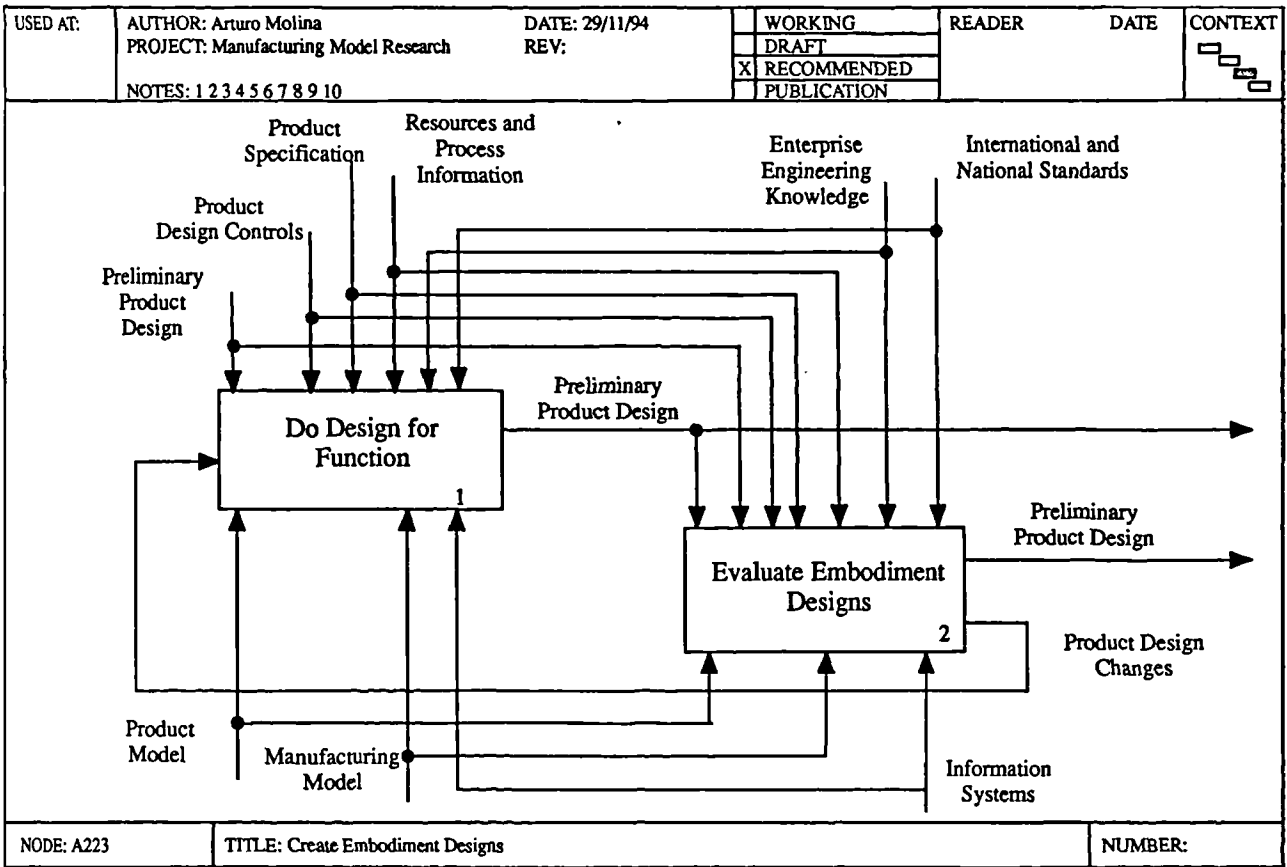 USED AT:
AUTHOR: Arturo Molina
DATE: 29/11/94
PROJECT: Manufacturing Model Research
REV:
NOTES: 1 2 3 4 5 6 7 8 9 10
WORKING
DRAFT
X RECOMMENDED
PUBLICATION
READER
DATE
CONTEXT
Product
Specification
Resources and
Process
Information
Enterprise
Engineering
Knowledge
International and
National Standards
Product
Design Controls
Preliminary
Product
Design
Do Design for
Function
1
Preliminary
Product Design
Evaluate Embodiment
Designs
2
Preliminary
Product Design
Product Design
Changes
Product
Model
Manufacturing
Model
Information
Systems
NODE: A223
TITLE: Create Embodiment Designs
NUMBER: